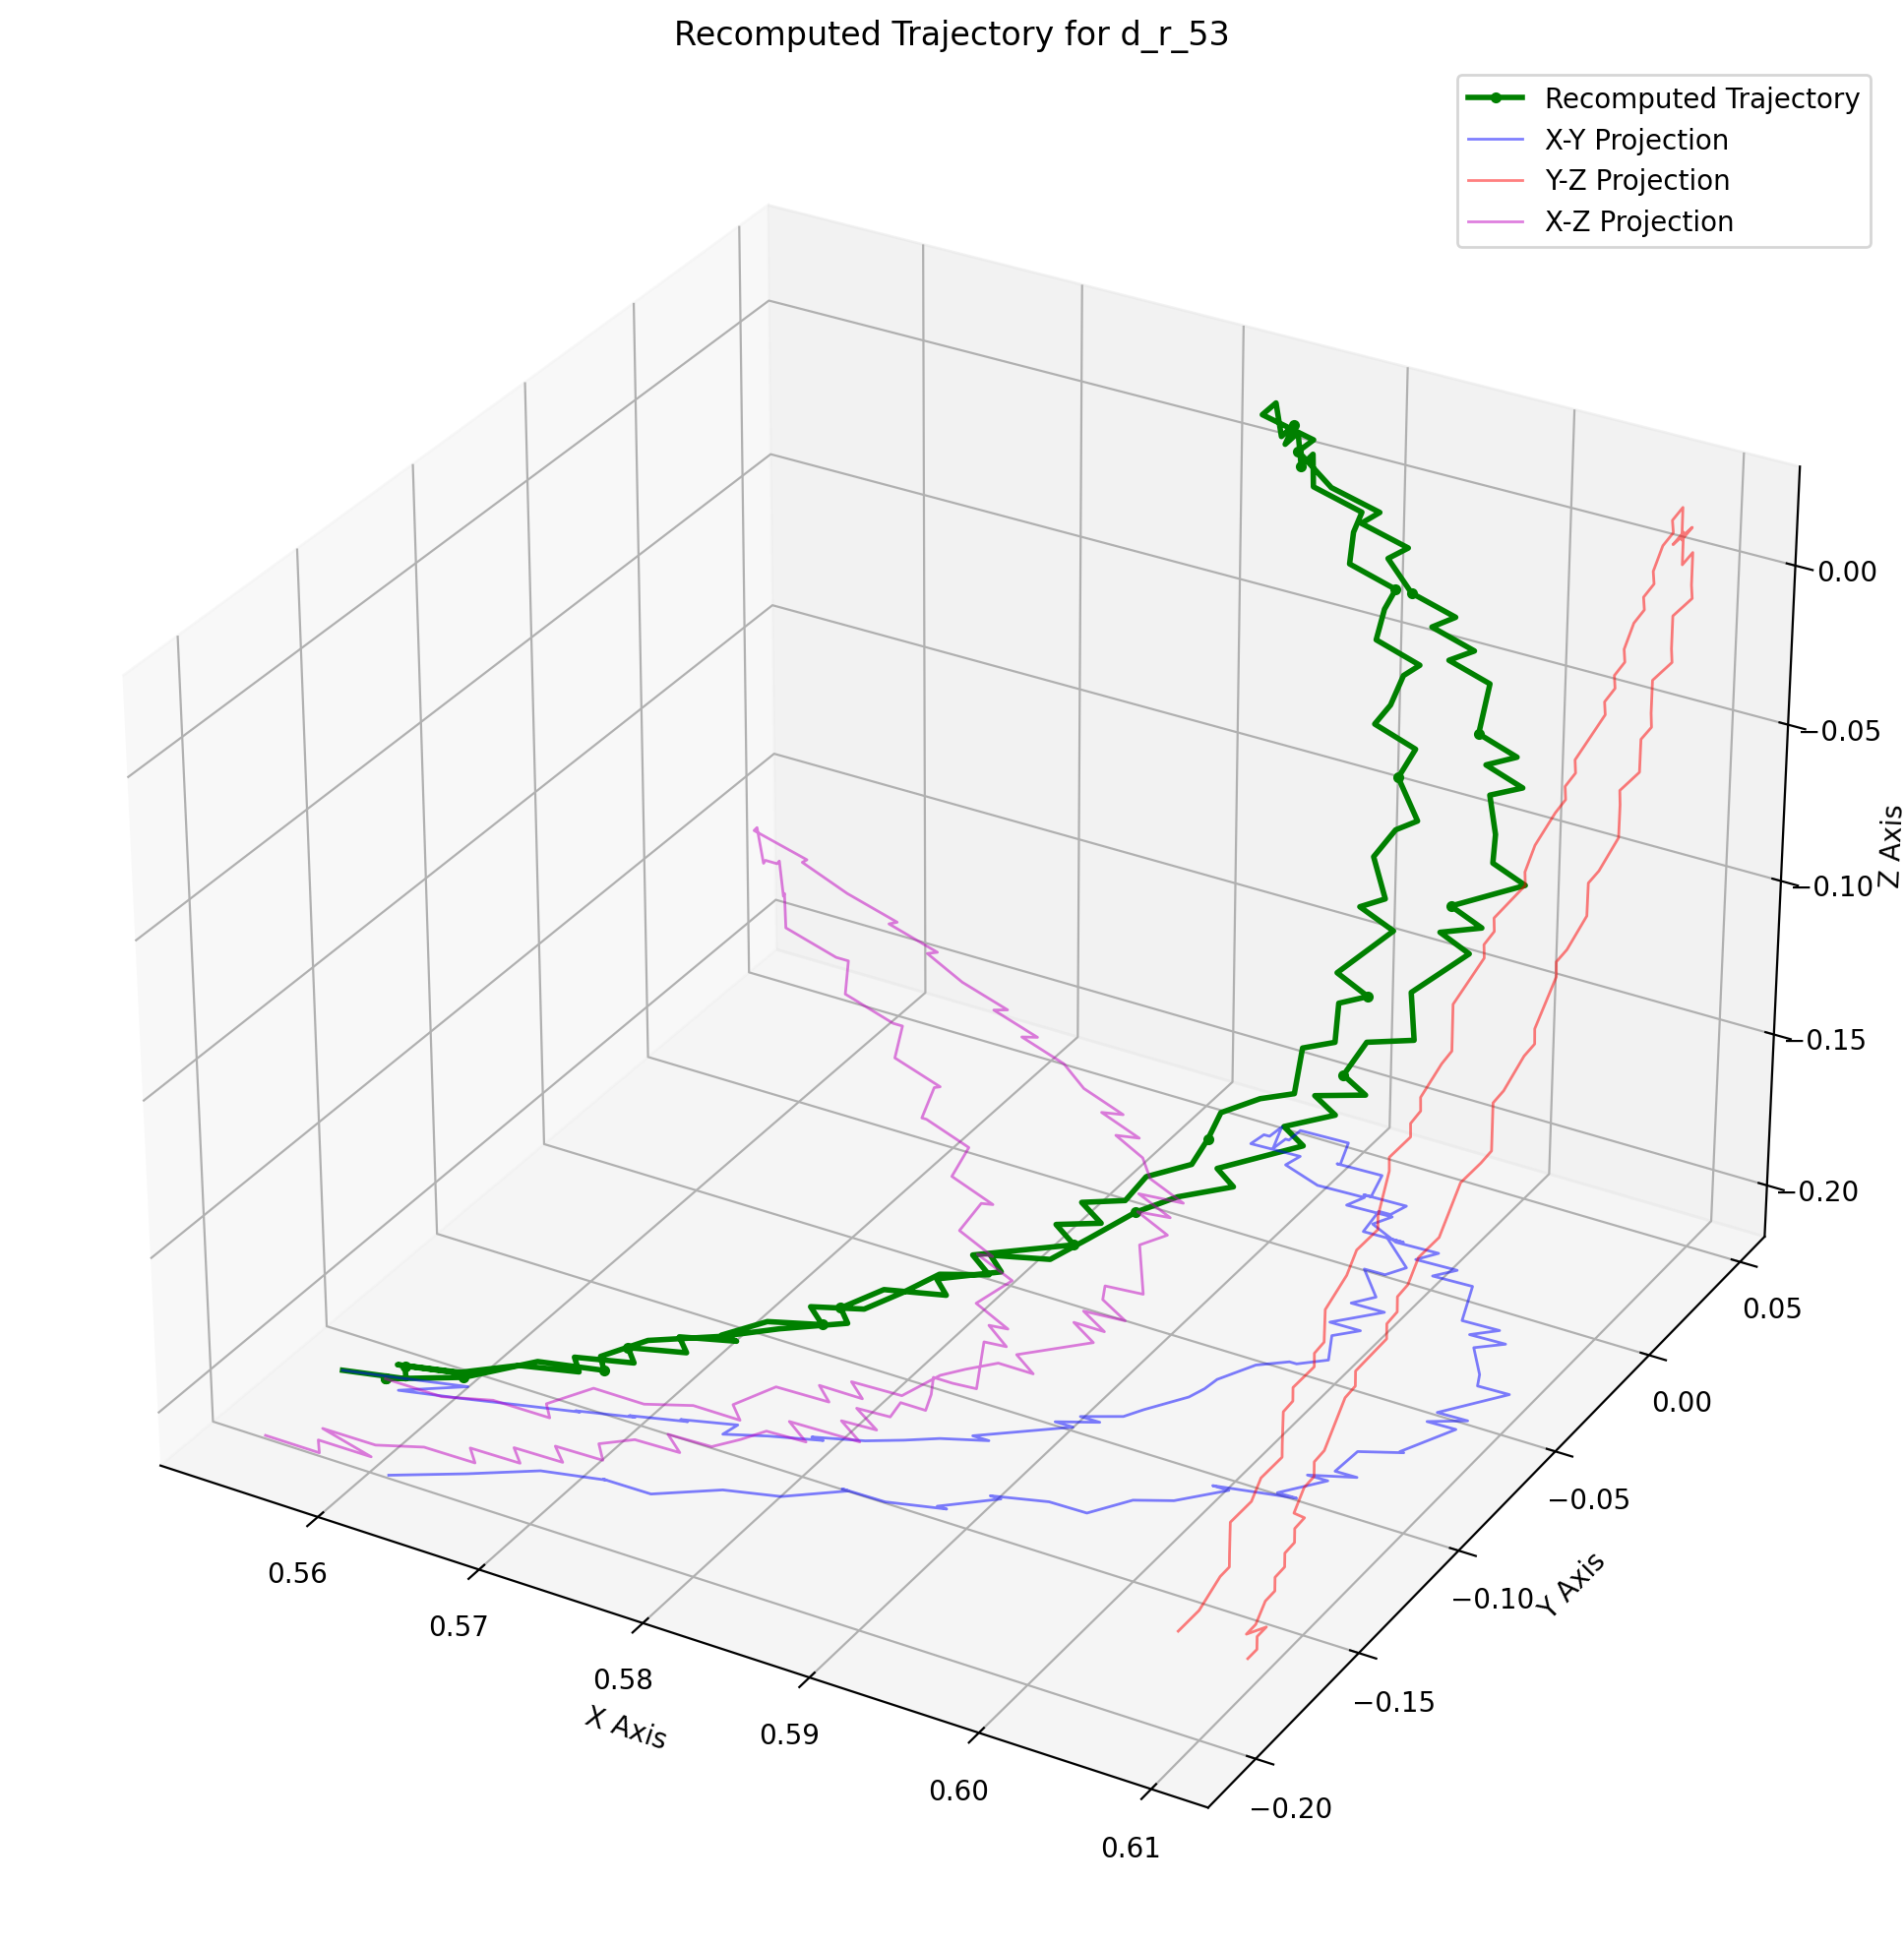 Recomputed Trajectory for d_r_53
Recomputed Trajectory
X-Y Projection
Y-Z Projection
X-Z Projection
0.00
−0.05
−0.10
−0.15
−0.20
Z Axis
0.05
0.00
−0.05
−0.10
−0.15
−0.20
Y Axis
0.56
0.57
0.58
0.59
0.60
0.61
X Axis